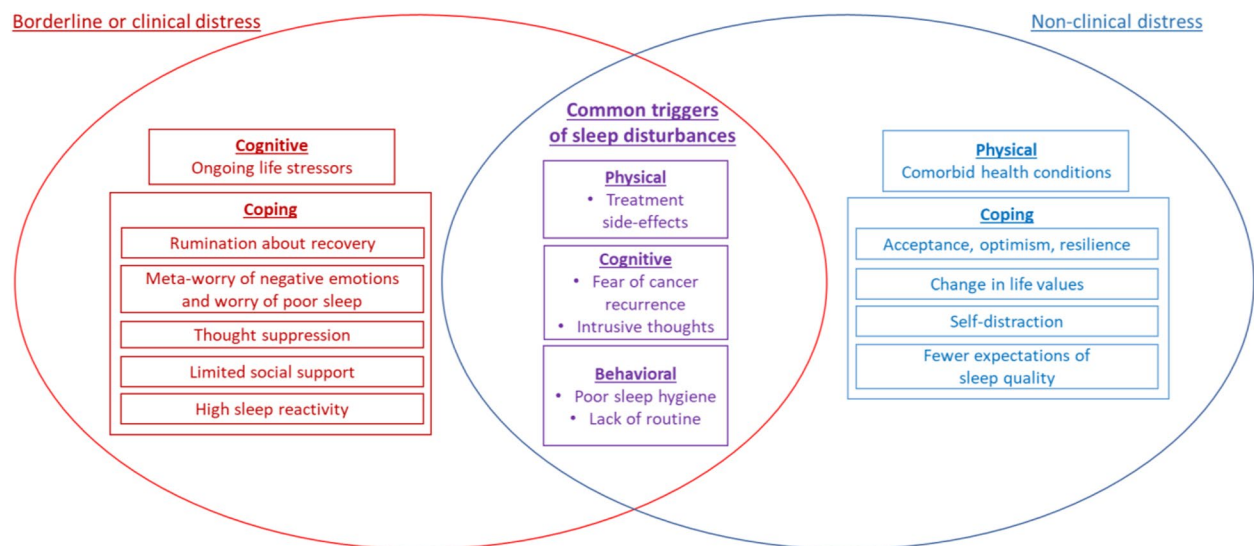 Borderline or clinical distress
Non-clinical distress
Cognitive
Ongoing life stressors
Coping
Rumination about recovery
Meta-worry of negative emotions
and worry of poor sleep
Thought suppression
Limited social support
High sleep reactivity
Common triggers
of sleep disturbances
Physical
• Treatment
side-effects
Cognitive
• Fear of cancer
recurrence
• Intrusive thoughts
Behavioral
• Poor sleep hygiene
• Lack of routine
Physical
Comorbid health conditions
Coping
Acceptance, optimism, resilience
Change in life values
Self-distraction
Fewer expectations of
sleep quality